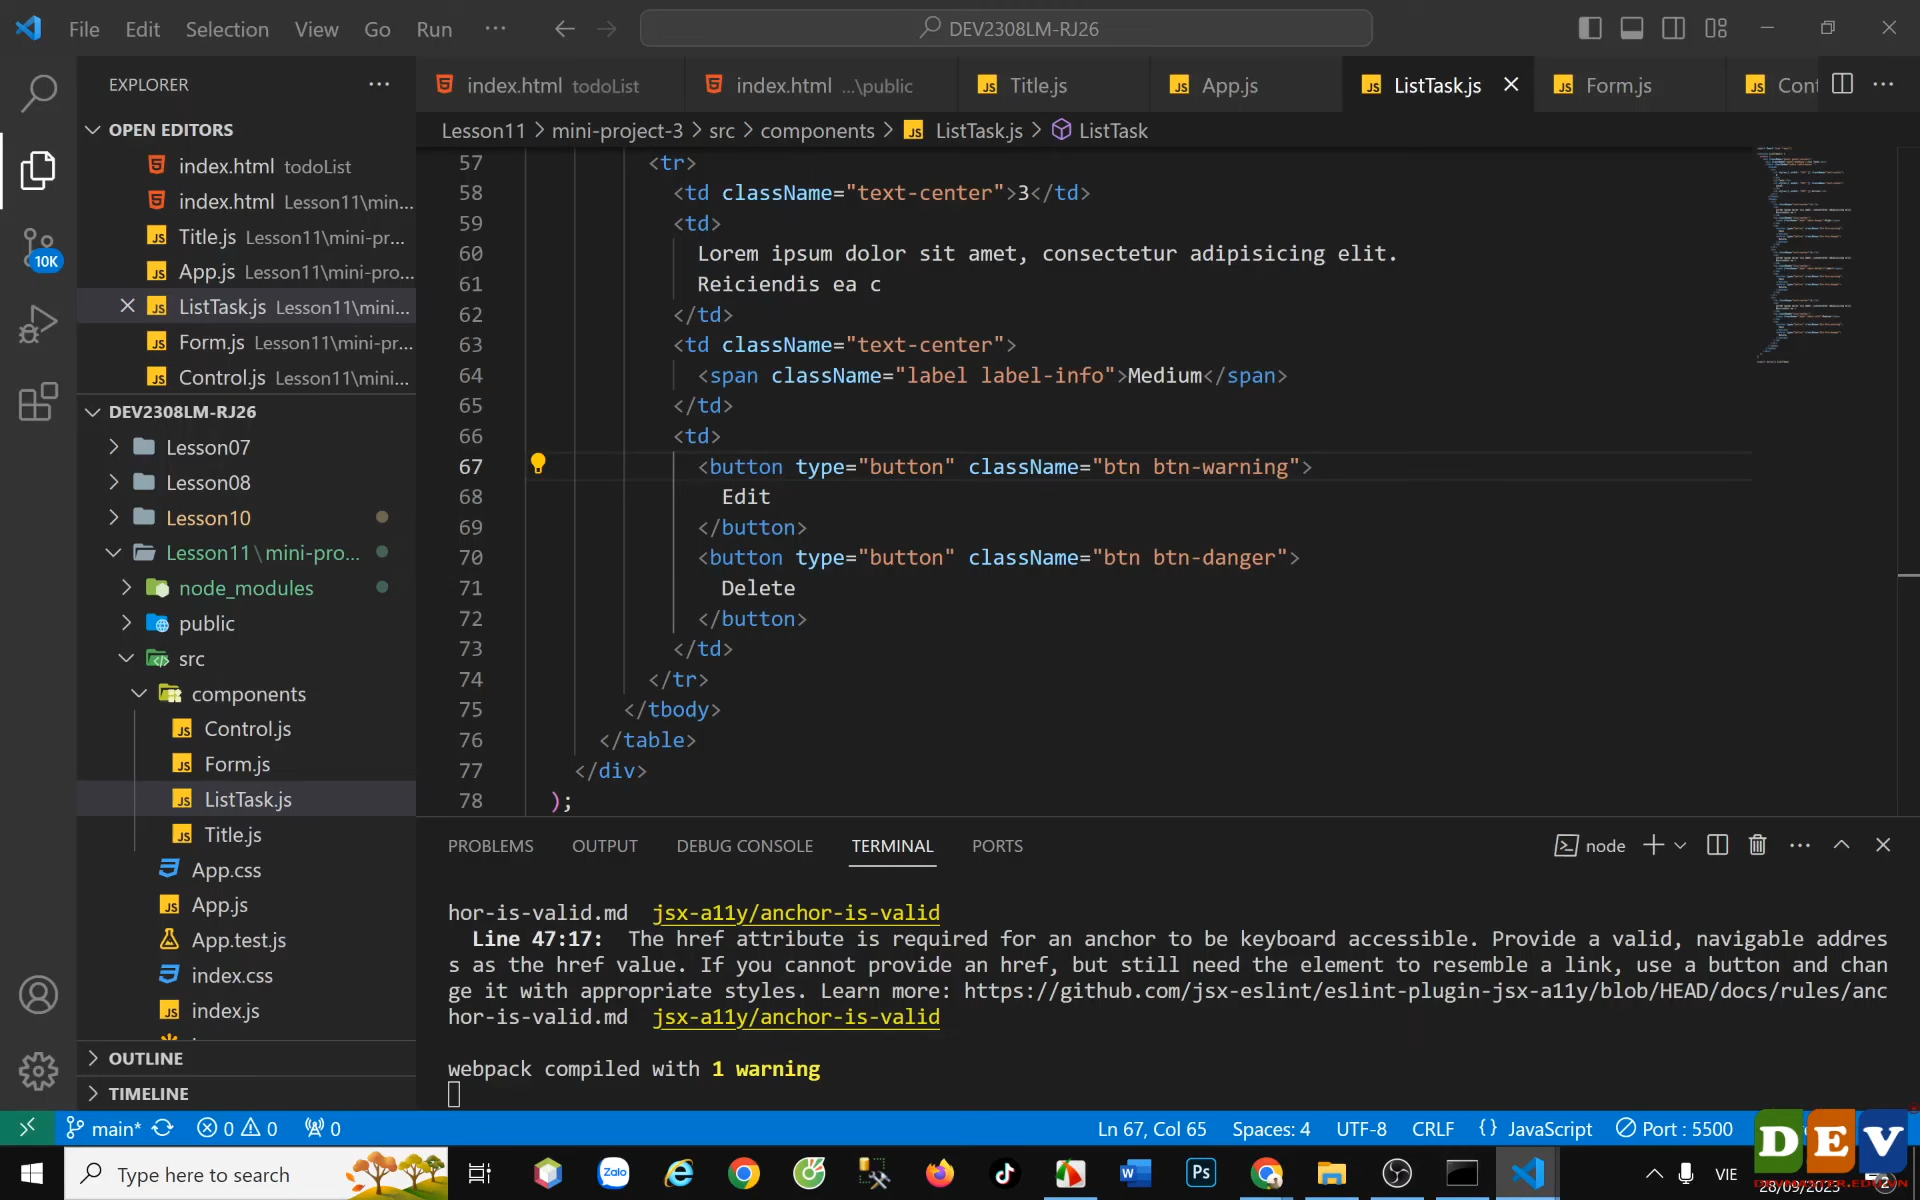 File Edit Selection View Go Run
DEV2308LM-RJ26
EXPLORER
OPEN EDITORS
index.html todoList
index.html Lesson11\min...
Title.js Lesson11\mini-pr...
App.js Lesson11\mini-pro...
ListTask.js Lesson11\mini...
Form.js Lesson11\mini-pr...
Control.js Lesson11\mini...
DEV2308LM-RJ26
Lesson07
Lesson08
Lesson10
Lesson11\mini-pro...
node_modules
public
src
components
Control.js
Form.js
ListTask.js
Title.js
App.css
App.js
App.test.js
index.css
index.js
OUTLINE
TIMELINE
10K
index.html todoList
index.html ...\public
Title.js
App.js
ListTask.js
Form.js
Lesson11 > mini-project-3 > src > components > ListTask.js > ListTask
57 <tr>
58 <td className="text-center">3</td>
59 <td>
60 Lorem ipsum dolor sit amet, consectetur adipisicing elit.
61 Reiciendis ea c
62 </td>
63 <td className="text-center">
64 <span className="label label-info">Medium</span>
65 </td>
66 <td>
67 <button type="button" className="btn btn-warning">
68 Edit
69 </button>
70 <button type="button" className="btn btn-danger">
71 Delete
72 </button>
73 </td>
74 </tr>
75 </tbody>
76 </table>
77 </div>
78 );
PROBLEMS OUTPUT DEBUG CONSOLE TERMINAL PORTS
node
hor-is-valid.md jsx-a11y/anchor-is-valid
Line 47:17: The href attribute is required for an anchor to be keyboard accessible. Provide a valid, navigable addres
s as the href value. If you cannot provide an href, but still need the element to resemble a link, use a button and chan
ge it with appropriate styles. Learn more: https://github.com/jsx-eslint/eslint-plugin-jsx-a11y/blob/HEAD/docs/rules/anc
hor-is-valid.md jsx-a11y/anchor-is-valid
webpack compiled with 1 warning
main* 0 0 0
Ln 67, Col 65 Spaces: 4 UTF-8 CRLF {} JavaScript Port : 5500
DEV
Type here to search
Zalo
Ps
VIE
28/09/2023
2